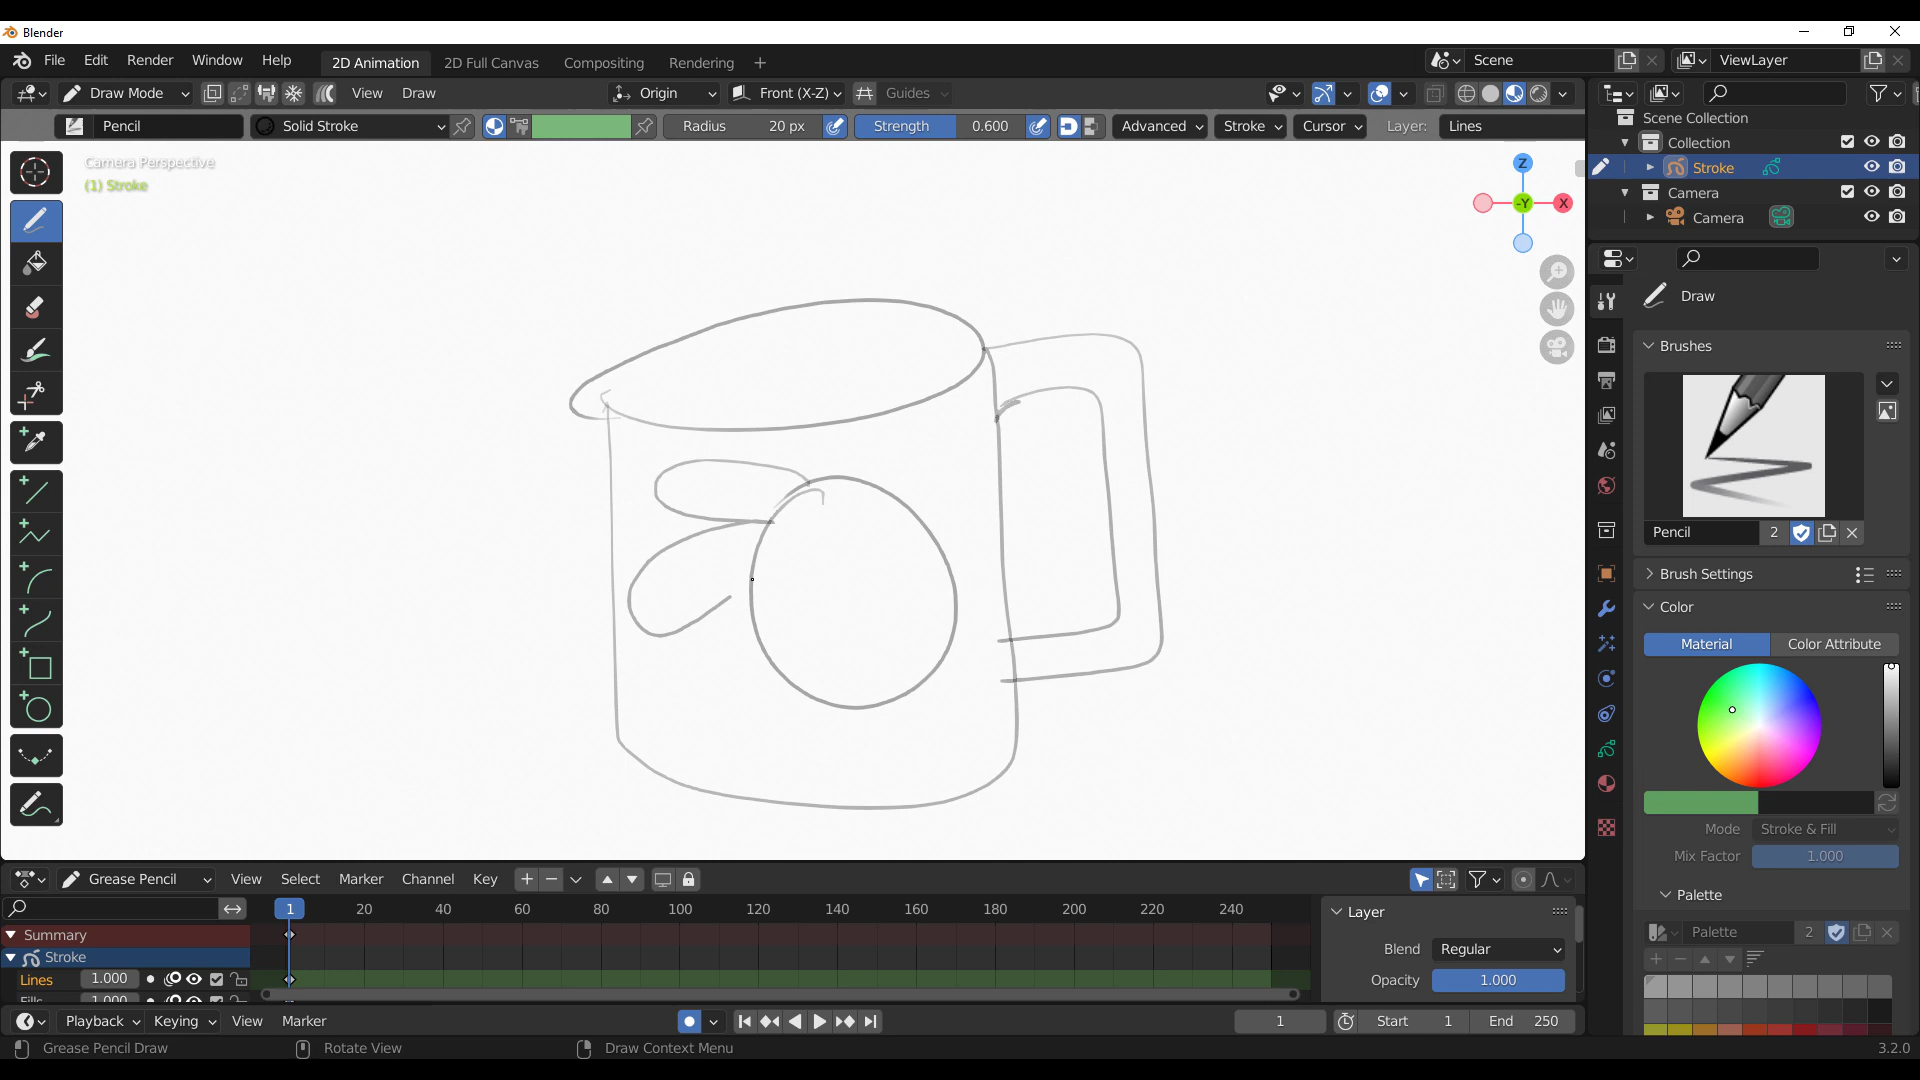 Blender
File Edit Render Window Help 2D Animation 2D Full Canvas Compositing Rendering Scene ViewLayer
Draw Mode View Draw Origin Front (X-Z) Guides
Pencil Solid Stroke Radius 20 px Strength 0.600 Advanced Stroke Cursor Layer: Lines
Scene Collection
Collection
Stroke
Camera
Camera
Camera Perspective
(1) Stroke
Z
-Y X
Draw
Brushes
Pencil 2
Brush Settings
Color
Material Color Attribute
Mode Stroke & Fill
Mix Factor 1.000
Palette
Palette 2
Grease Pencil View Select Marker Channel Key
1 20 40 60 80 100 120 140 160 180 200 220 240
Summary
Stroke
Lines 1.000
Fills 1.000
Layer
Blend Regular
Opacity 1.000
Playback Keying View Marker 1 Start 1 End 250
Grease Pencil Draw Rotate View Draw Context Menu 3.2.0